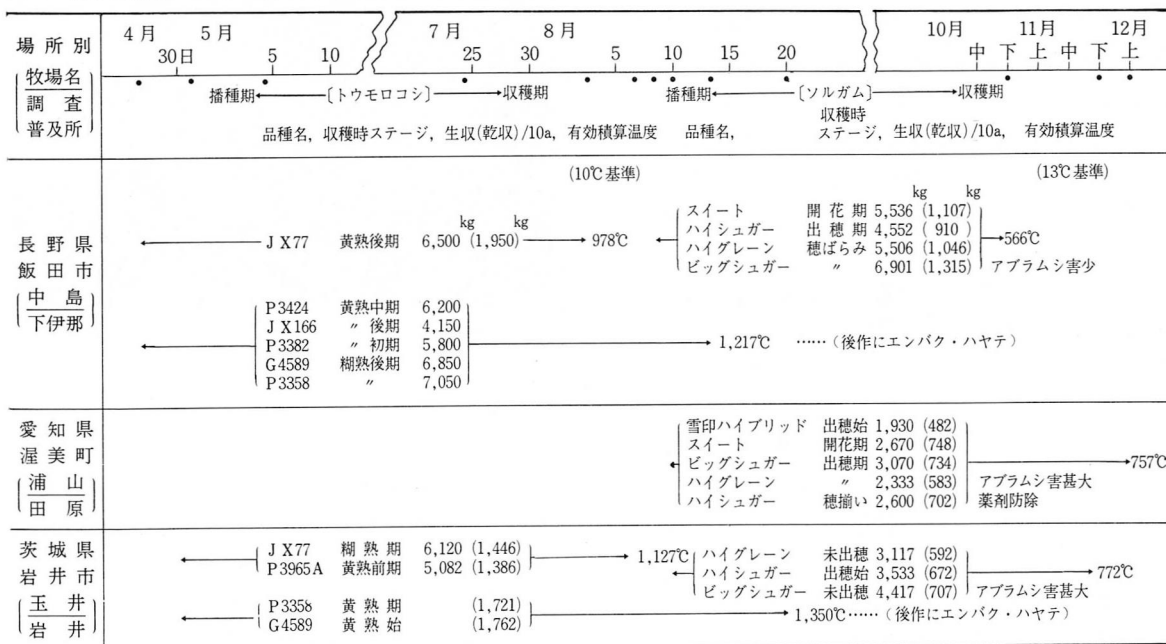 場所別
牧場名
調査
普及所
4月 5月 7月 8月 10月 11月 12月
30日 5 10 25 30 5 10 15 20 中 下 上 中 下 上
播種期 〔トウモロコシ〕 収穫期 播種期 〔ソルガム〕 収穫期
品種名, 収穫時ステージ, 生収(乾収)/10a, 有効積算温度 品種名, 収穫時ステージ, 生収(乾収)/10a, 有効積算温度
(10℃基準) (13℃基準)
長野県
飯田市
中島
下伊那
kg kg
JX77 黄熟後期 6,500 (1,950) 978℃
kg kg
スイート 開花期 5,536 (1,107)
ハイシュガー 出穂期 4,552 ( 910 )
ハイグレーン 穂ばらみ 5,506 (1,046)
ビッグシュガー 〃 6,901 (1,315)
566℃
アブラムシ害少
P3424 黄熟中期 6,200
JX166 〃 後期 4,150
P3382 〃 初期 5,800
G4589 糊熟後期 6,850
P3358 〃 7,050
1,217℃ ……(後作にエンバク・ハヤテ)
愛知県
渥美町
浦山
田原
雪印ハイブリッド 出穂始 1,930 (482)
スイート 開花期 2,670 (748)
ビッグシュガー 出穂期 3,070 (734)
ハイグレーン 〃 2,333 (583)
ハイシュガー 穂揃い 2,600 (702)
757℃
アブラムシ害甚大
薬剤防除
茨城県
岩井市
玉井
岩井
JX77 糊熟期 6,120 (1,446)
P3965A 黄熟前期 5,082 (1,386)
1,127℃
ハイグレーン 未出穂 3,117 (592)
ハイシュガー 出穂始 3,533 (672)
ビッグシュガー 未出穂 4,417 (707)
772℃
アブラムシ害甚大
P3358 黄熟期 (1,721)
G4589 黄熟始 (1,762)
1,350℃……(後作にエンバク・ハヤテ)